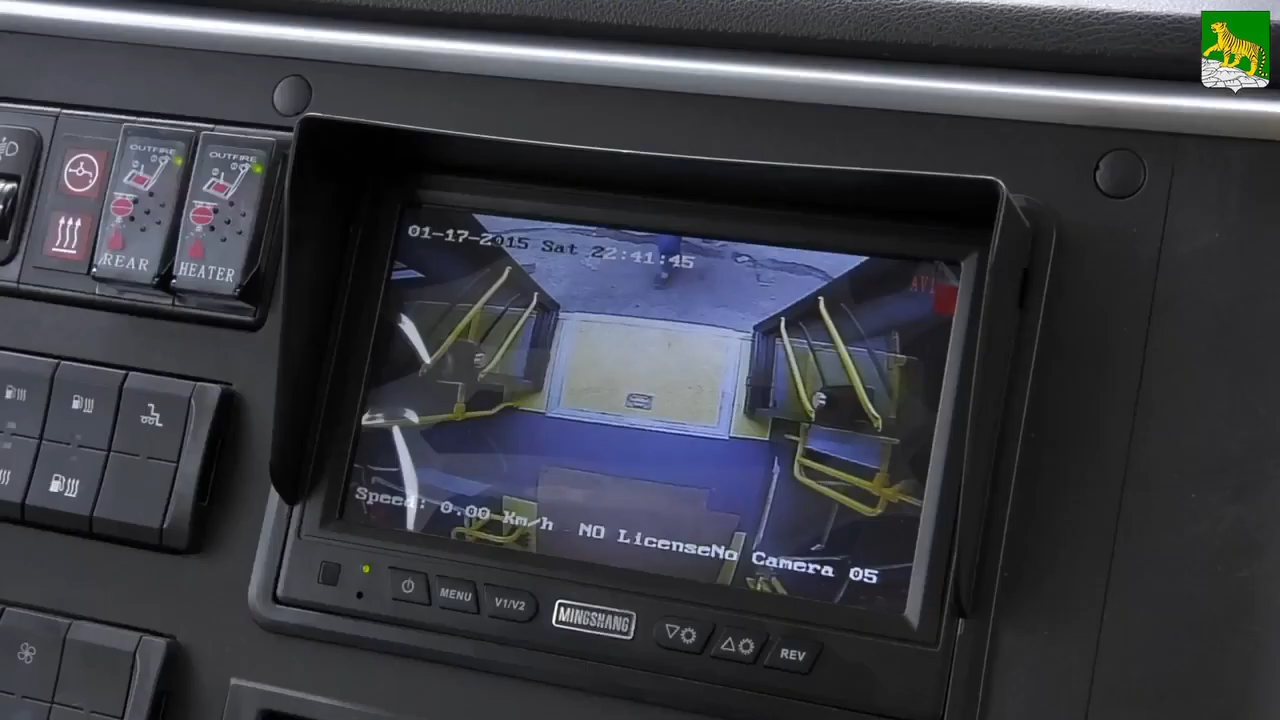 OUTFIRE
OUTFIRE
REAR
HEATER
01-17-2015 Sat 22:41:45
AV1
Speed: 0.00 Km/h NO LicenseNo Camera 05
MENU
V1/V2
MINGSHANG
REV